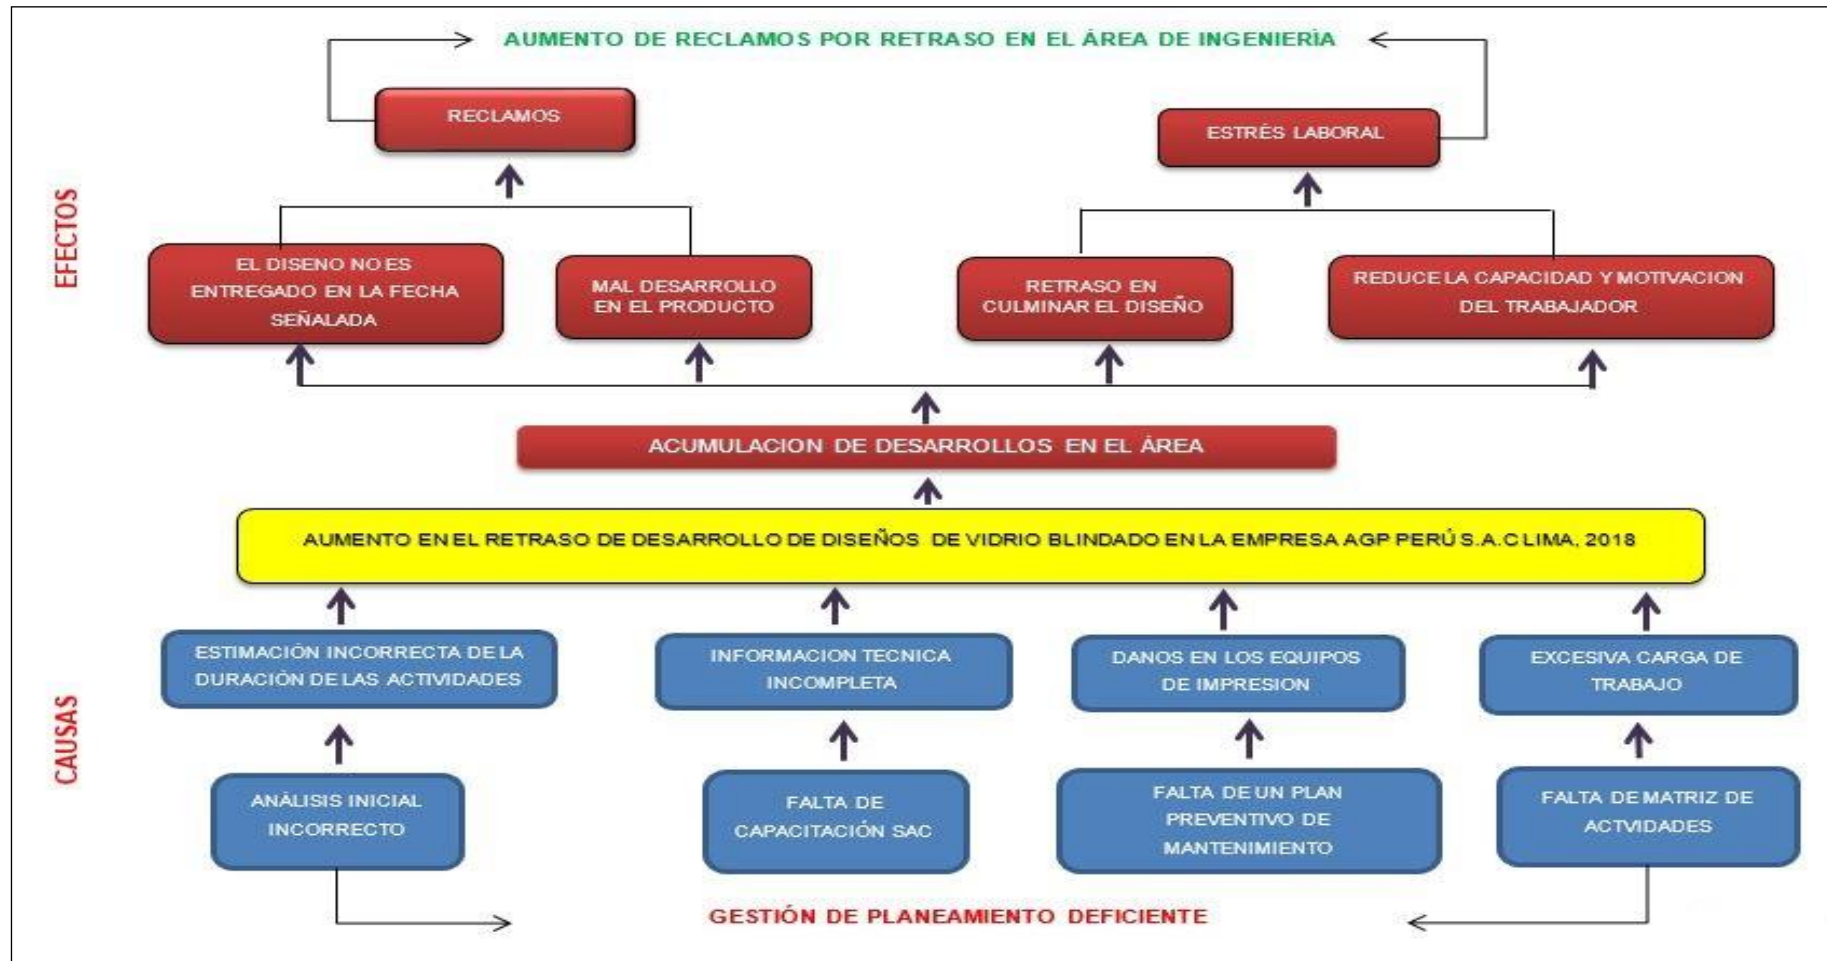 AUMENTO DE RECLAMOS POR RETRASO EN EL ÁREA DE INGENIERÍA
RECLAMOS
ESTRÉS LABORAL
EFECTOS
EL DISENO NO ES
ENTREGADO EN LA FECHA
SEÑALADA
MAL DESARROLLO
EN EL PRODUCTO
RETRASO EN
CULMINAR EL DISEÑO
REDUCE LA CAPACIDAD Y MOTIVACION
DEL TRABAJADOR
ACUMULACION DE DESARROLLOS EN EL ÁREA
AUMENTO EN EL RETRASO DE DESARROLLO DE DISEÑOS DE VIDRIO BLINDADO EN LA EMPRESA AGP PERÚ S.A.C LIMA, 2018
CAUSAS
ESTIMACIÓN INCORRECTA DE LA
DURACIÓN DE LAS ACTIVIDADES
INFORMACION TECNICA
INCOMPLETA
DANOS EN LOS EQUIPOS
DE IMPRESION
EXCESIVA CARGA DE
TRABAJO
ANÁLISIS INICIAL
INCORRECTO
FALTA DE
CAPACITACIÓN SAC
FALTA DE UN PLAN
PREVENTIVO DE
MANTENIMIENTO
FALTA DE MATRIZ DE
ACTVIDADES
GESTIÓN DE PLANEAMIENTO DEFICIENTE